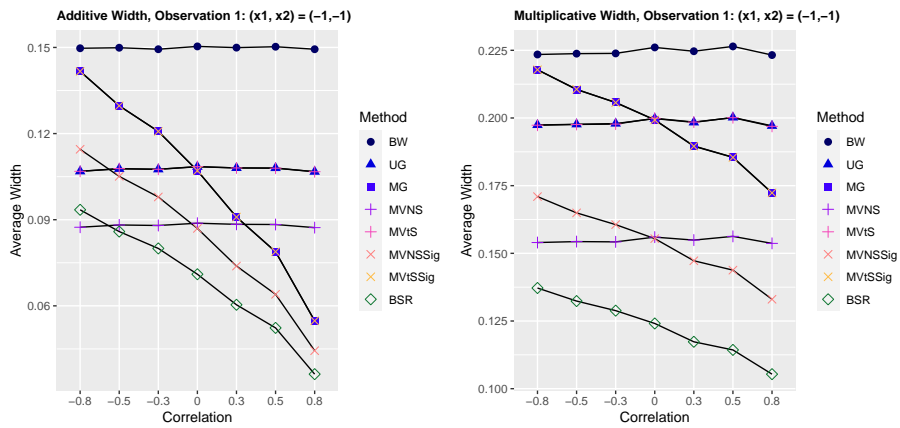 Additive Width, Observation 1: (x1, x2) = (−1,−1)
0.15
0.12
0.09
0.06
Average Width
−0.8 −0.5 −0.3 0 0.3 0.5 0.8
Correlation
Method
BW
UG
MG
MVNS
MVtS
MVNSSig
MVtSSig
BSR
Multiplicative Width, Observation 1: (x1, x2) = (−1,−1)
0.225
0.200
0.175
0.150
0.125
0.100
Average Width
−0.8 −0.5 −0.3 0 0.3 0.5 0.8
Correlation
Method
BW
UG
MG
MVNS
MVtS
MVNSSig
MVtSSig
BSR